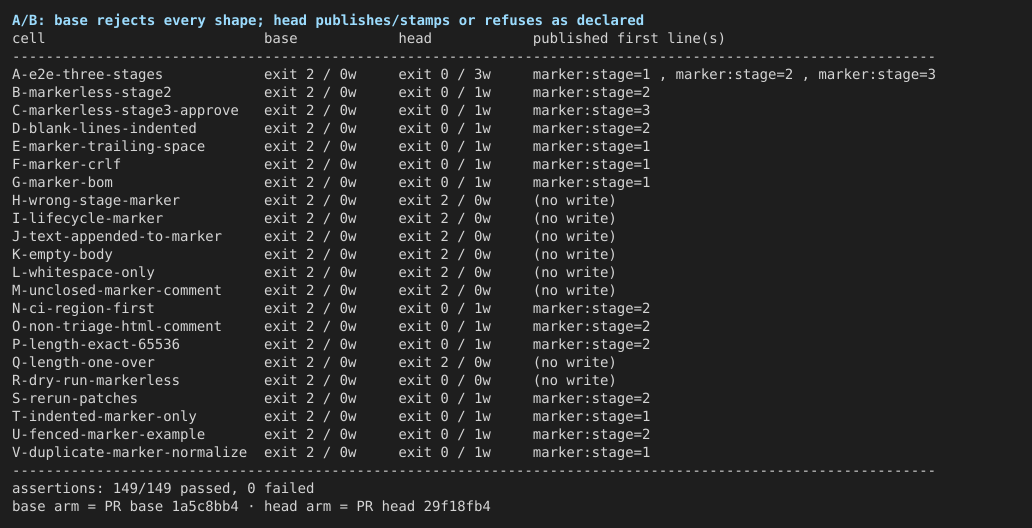 A/B: base rejects every shape; head publishes/stamps or refuses as declared
cell base head published first line(s)
--------------------------------------------------------------------------------------------------------------
A-e2e-three-stages exit 2 / 0w exit 0 / 3w marker:stage=1 , marker:stage=2 , marker:stage=3
B-markerless-stage2 exit 2 / 0w exit 0 / 1w marker:stage=2
C-markerless-stage3-approve exit 2 / 0w exit 0 / 1w marker:stage=3
D-blank-lines-indented exit 2 / 0w exit 0 / 1w marker:stage=2
E-marker-trailing-space exit 2 / 0w exit 0 / 1w marker:stage=1
F-marker-crlf exit 2 / 0w exit 0 / 1w marker:stage=1
G-marker-bom exit 2 / 0w exit 0 / 1w marker:stage=1
H-wrong-stage-marker exit 2 / 0w exit 2 / 0w (no write)
I-lifecycle-marker exit 2 / 0w exit 2 / 0w (no write)
J-text-appended-to-marker exit 2 / 0w exit 2 / 0w (no write)
K-empty-body exit 2 / 0w exit 2 / 0w (no write)
L-whitespace-only exit 2 / 0w exit 2 / 0w (no write)
M-unclosed-marker-comment exit 2 / 0w exit 2 / 0w (no write)
N-ci-region-first exit 2 / 0w exit 0 / 1w marker:stage=2
O-non-triage-html-comment exit 2 / 0w exit 0 / 1w marker:stage=2
P-length-exact-65536 exit 2 / 0w exit 0 / 1w marker:stage=2
Q-length-one-over exit 2 / 0w exit 2 / 0w (no write)
R-dry-run-markerless exit 2 / 0w exit 0 / 0w (no write)
S-rerun-patches exit 2 / 0w exit 0 / 1w marker:stage=2
T-indented-marker-only exit 2 / 0w exit 0 / 1w marker:stage=1
U-fenced-marker-example exit 2 / 0w exit 0 / 1w marker:stage=2
V-duplicate-marker-normalize exit 2 / 0w exit 0 / 1w marker:stage=1
--------------------------------------------------------------------------------------------------------------
assertions: 149/149 passed, 0 failed
base arm = PR base 1a5c8bb4 · head arm = PR head 29f18fb4